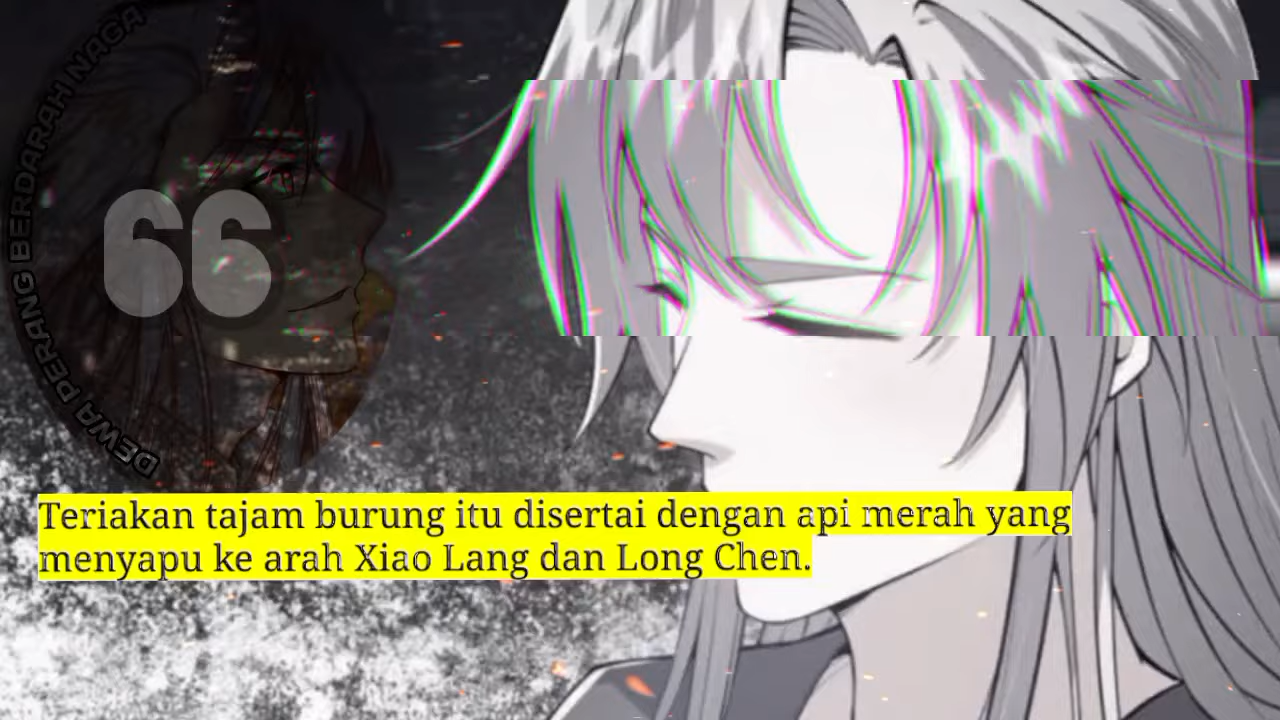 DEWA PERANG BERDARAH NAGA
66
Teriakan tajam burung itu disertai dengan api merah yang
menyapu ke arah Xiao Lang dan Long Chen.